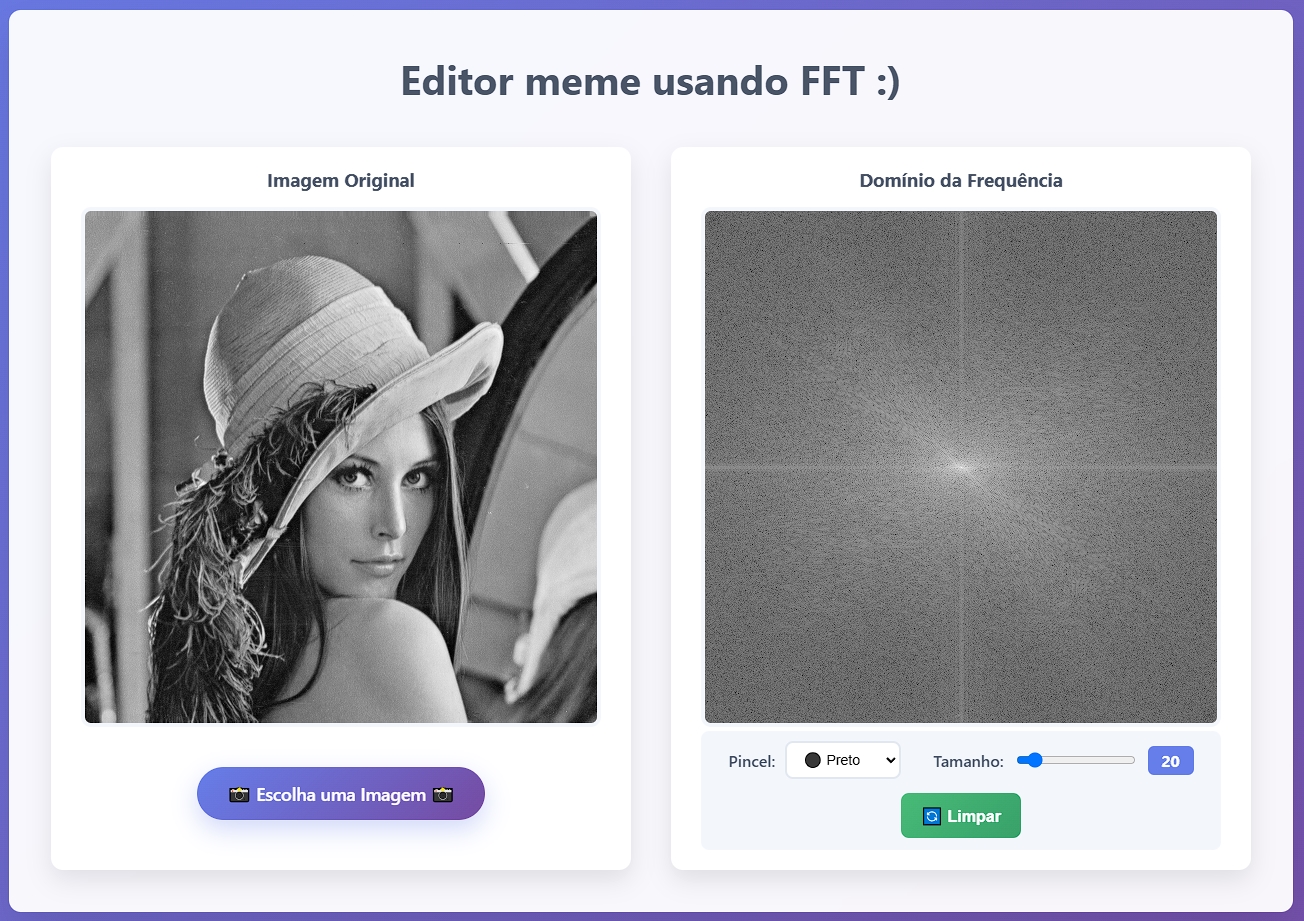 Editor meme usando FFT :)
Imagem Original
Domínio da Frequência
📷 Escolha uma Imagem 📷
Pincel: ⚫ Preto Tamanho: 20
🔄 Limpar